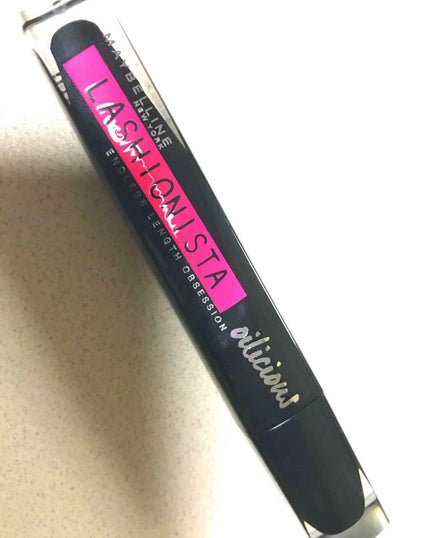 MAYBELLINE
NEW YORK
LASHIONISTA
ENDLESS LENGTH OBSESSION
oilicious